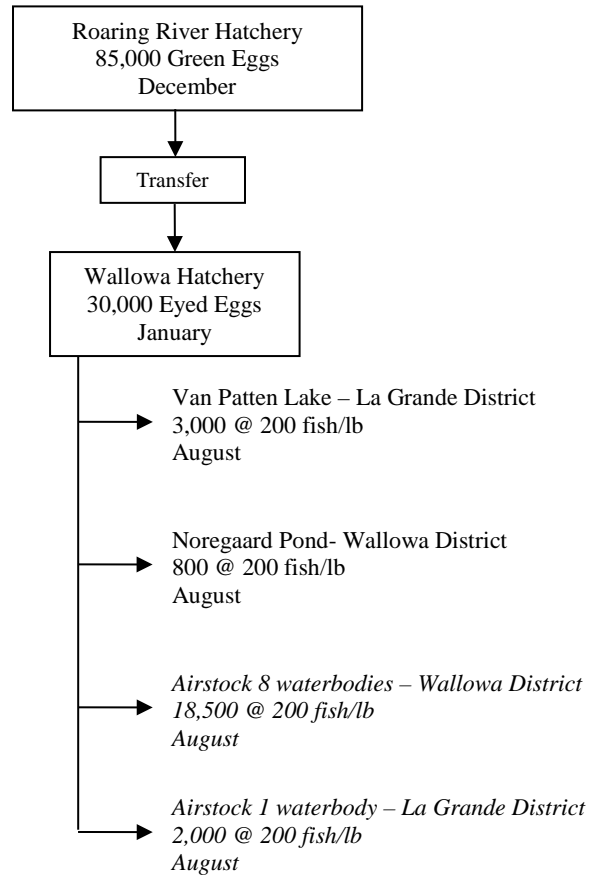 Roaring River Hatchery
85,000 Green Eggs
December
Transfer
Wallowa Hatchery
30,000 Eyed Eggs
January
Van Patten Lake – La Grande District
3,000 @ 200 fish/lb
August
Noregaard Pond- Wallowa District
800 @ 200 fish/lb
August
Airstock 8 waterbodies – Wallowa District
18,500 @ 200 fish/lb
August
Airstock 1 waterbody – La Grande District
2,000 @ 200 fish/lb
August